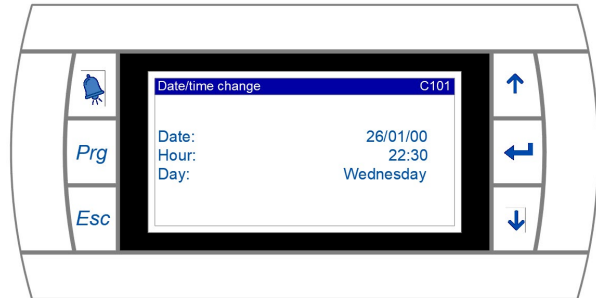 Date/time change C101
Date: 26/01/00
Hour: 22:30
Day: Wednesday
Prg
Esc